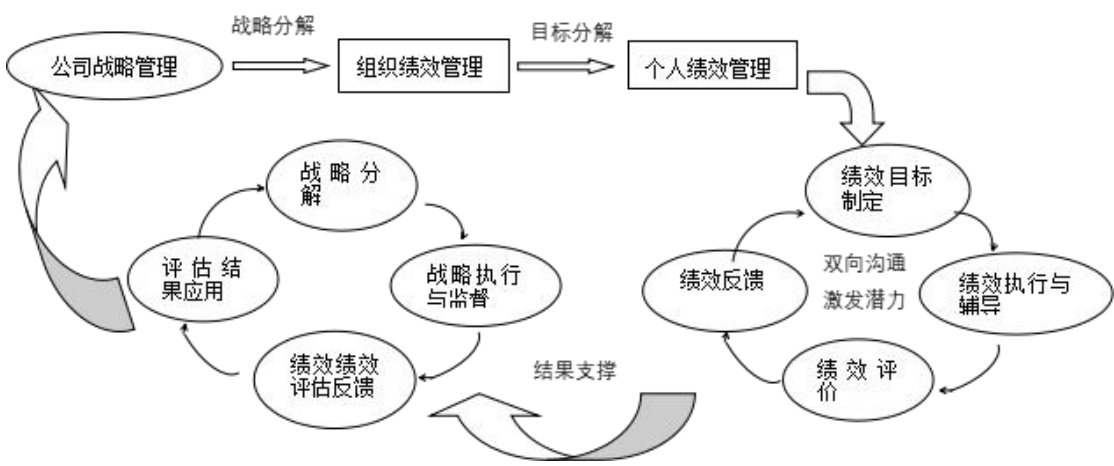 战略分解
目标分解
公司战略管理
组织绩效管理
个人绩效管理
战略分
解
绩效目标
制定
评估结
果应用
战略执行
与监督
绩效反馈
双向沟通
激发潜力
绩效执行与
辅导
绩效绩效
评估反馈
结果支撑
绩效评
价